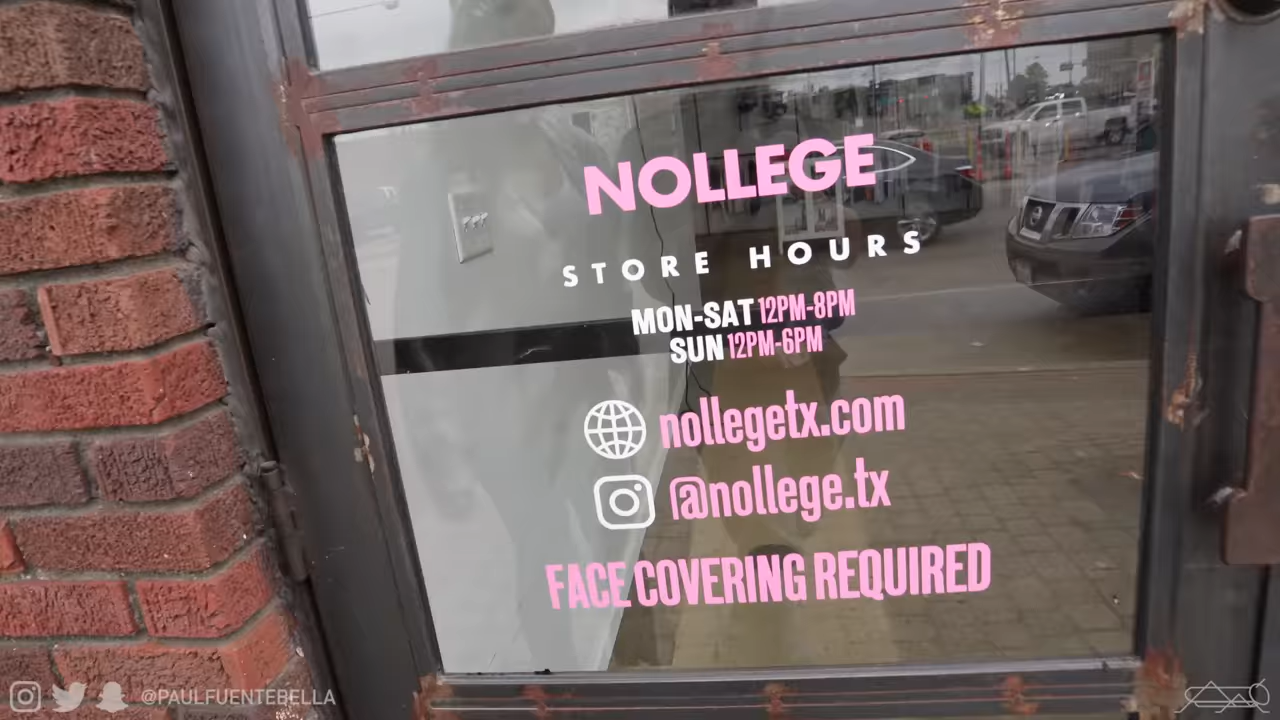 NOLLEGE
STORE HOURS
MON-SAT 12PM-8PM
SUN 12PM-6PM
nollegetx.com
@nollege.tx
FACE COVERING REQUIRED
@PAULFUENTEBELLA